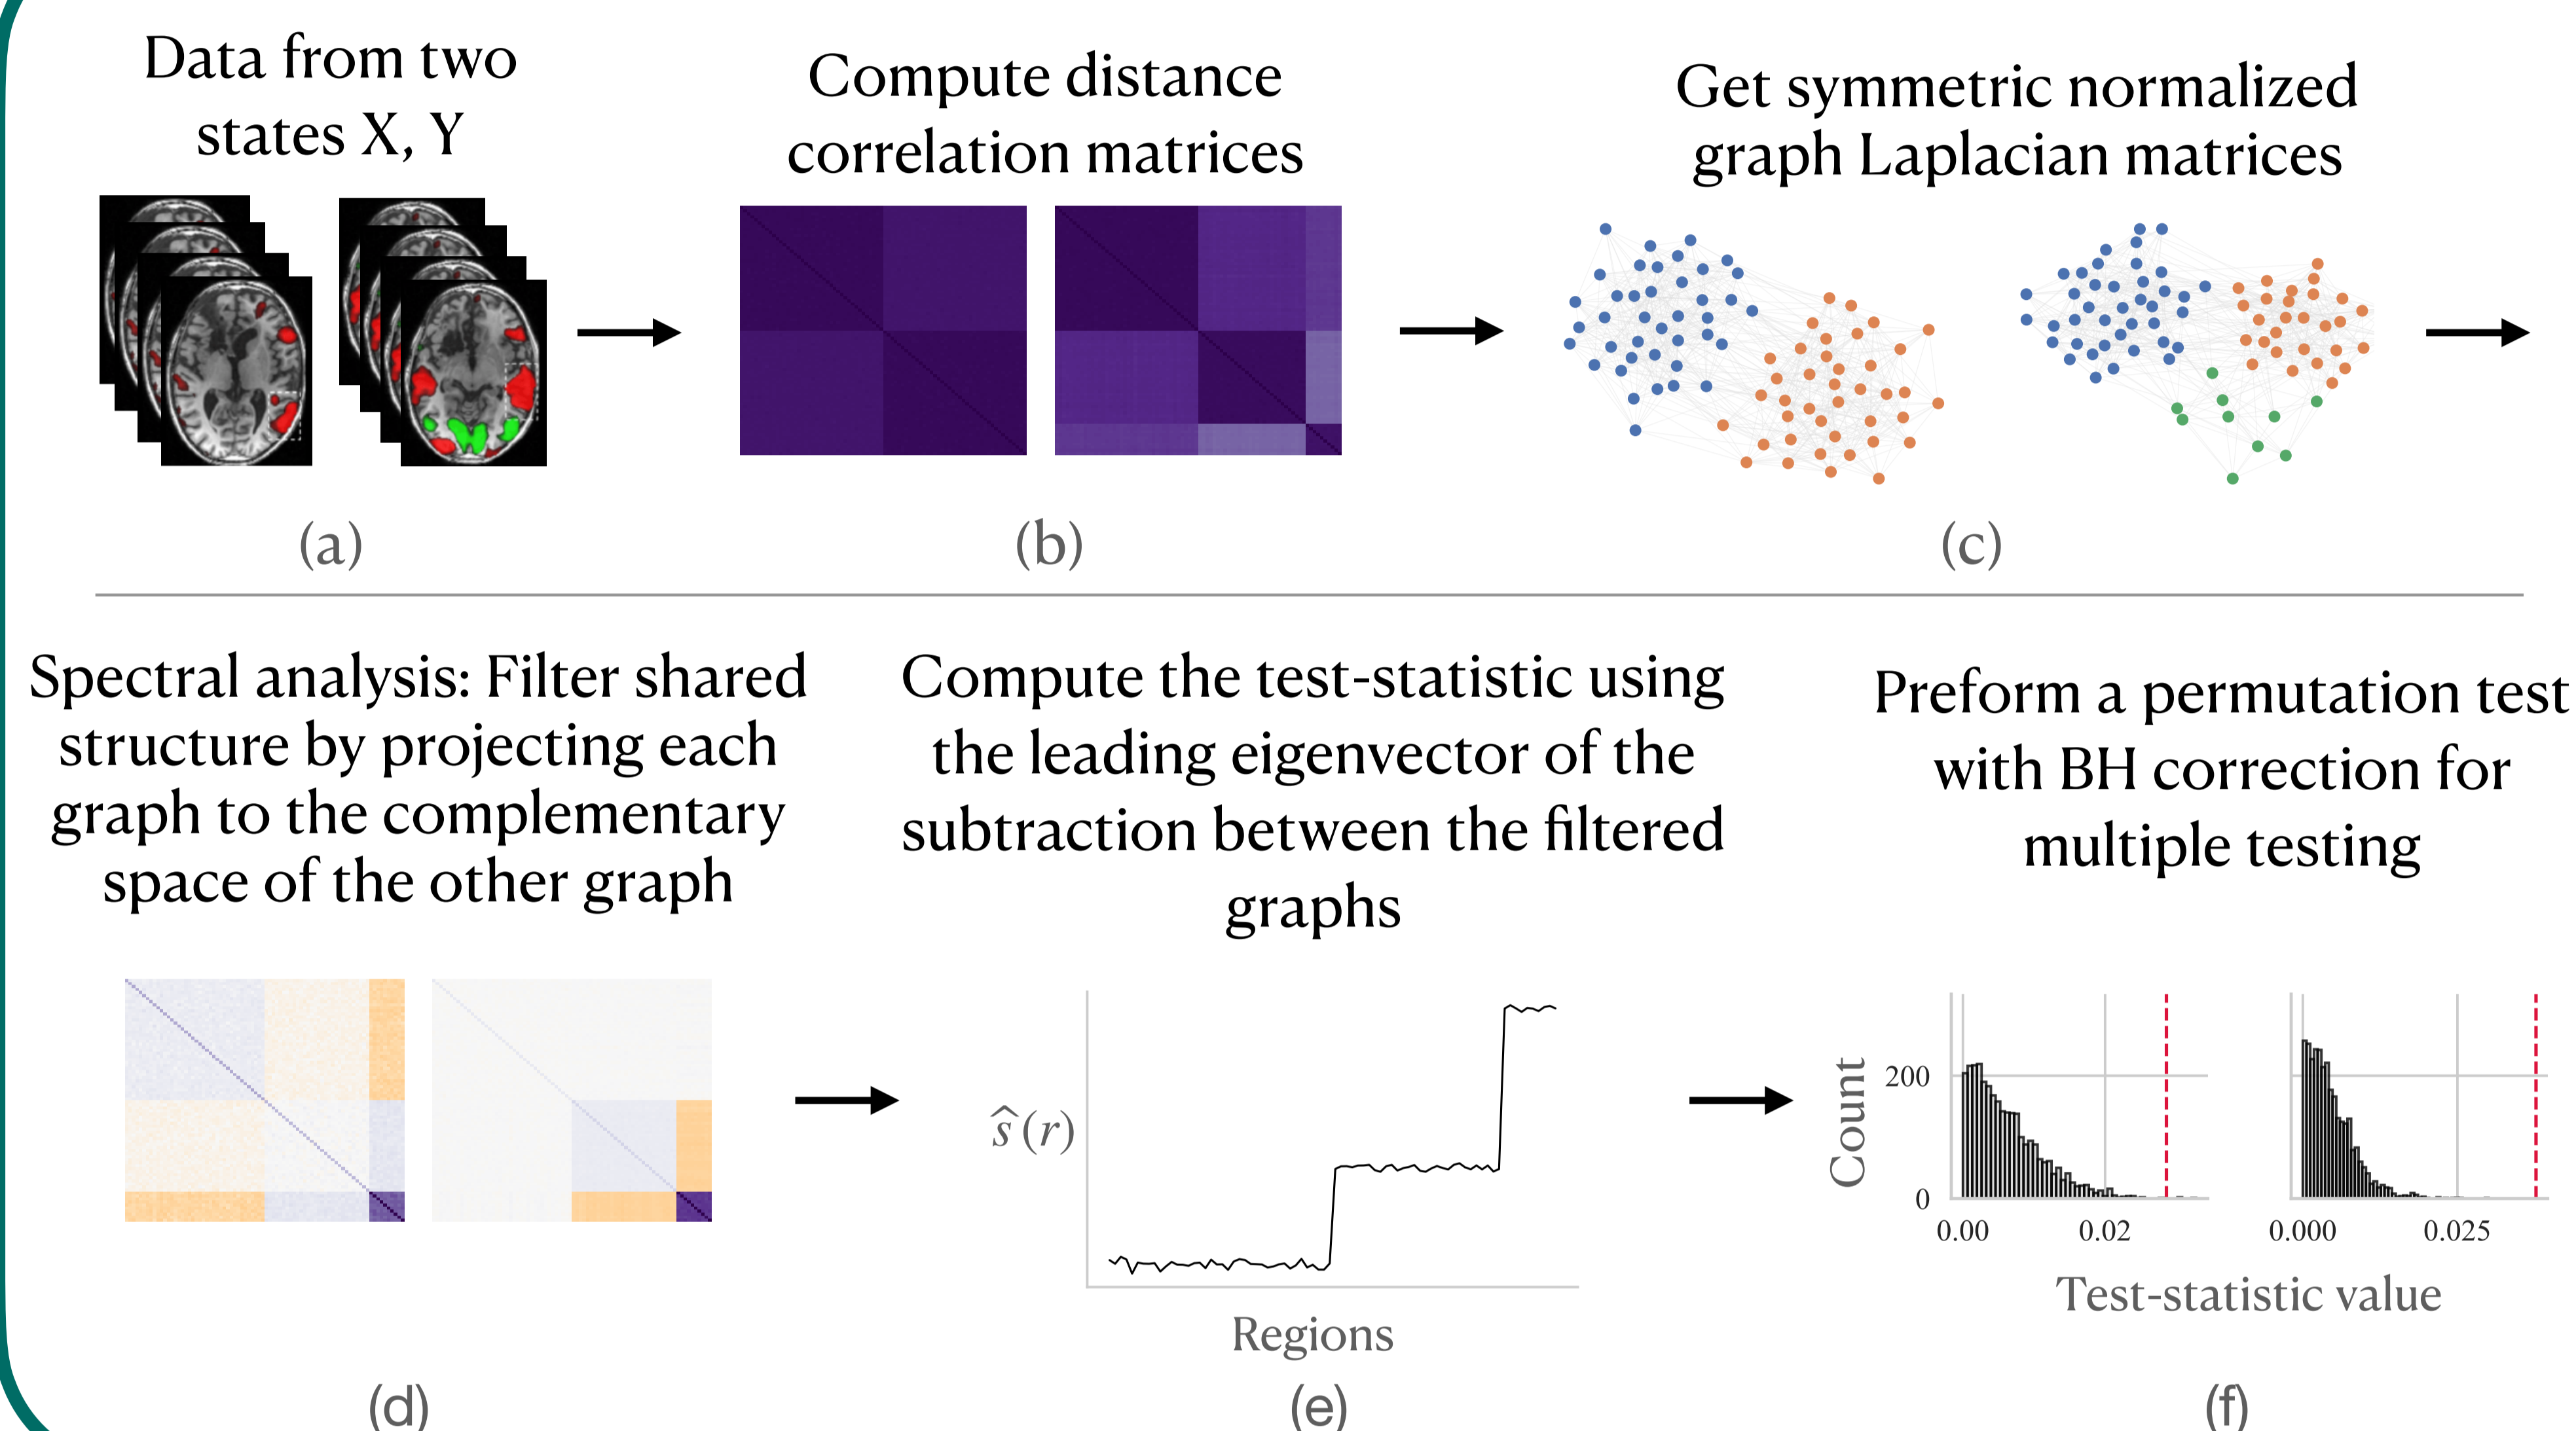 Data from two
states X, Y
Compute distance
correlation matrices
Get symmetric normalized
graph Laplacian matrices
(a)
(b)
(c)
Spectral analysis: Filter shared
structure by projecting each
graph to the complementary
space of the other graph
Compute the test-statistic using
the leading eigenvector of the
subtraction between the filtered
graphs
Preform a permutation test
with BH correction for
multiple testing
ŝ(r)
Regions
Count
200
0
0.00 0.02
0.000 0.025
Test-statistic value
(d)
(e)
(f)